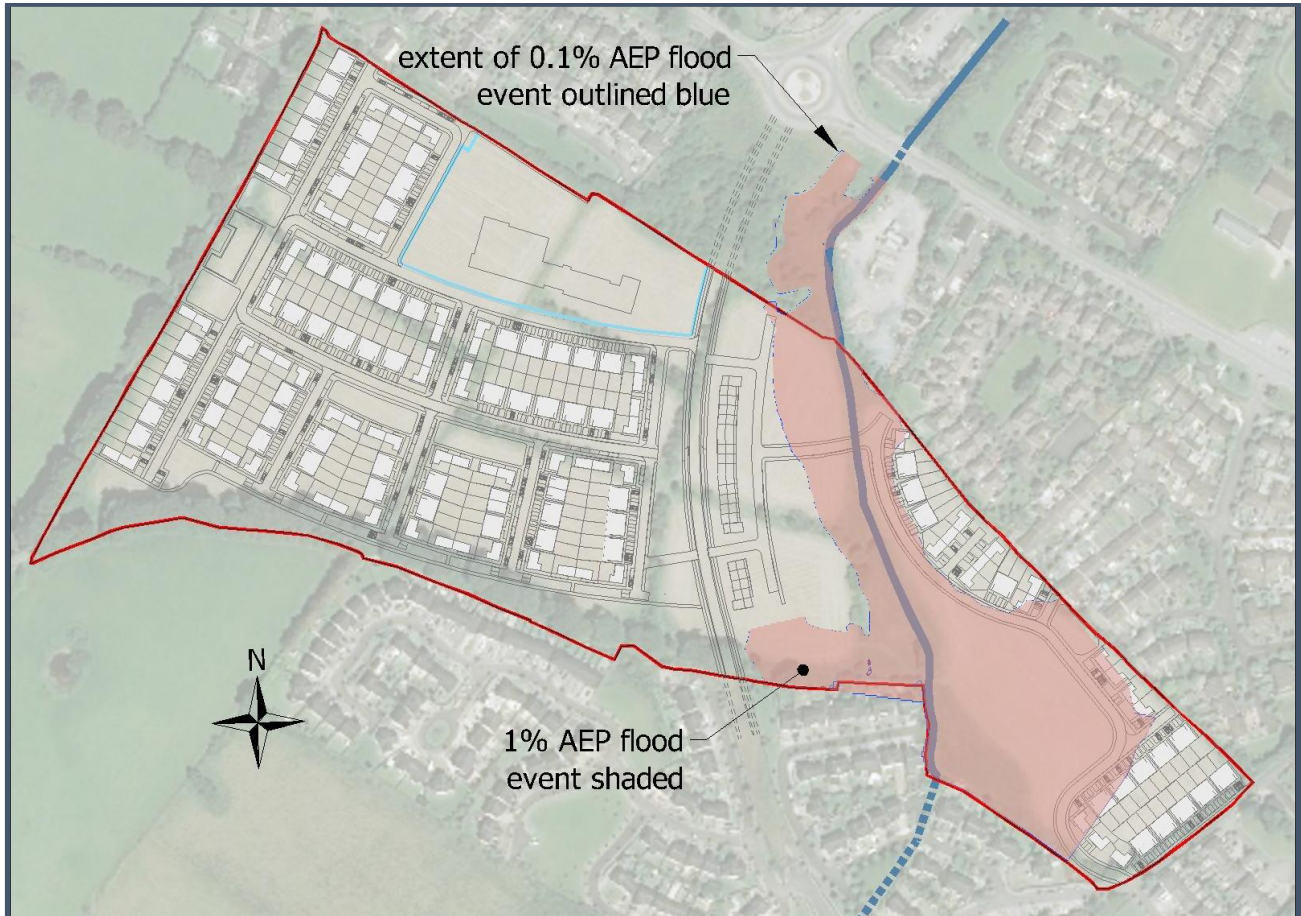 extent of 0.1% AEP flood
event outlined blue
N
1% AEP flood
event shaded